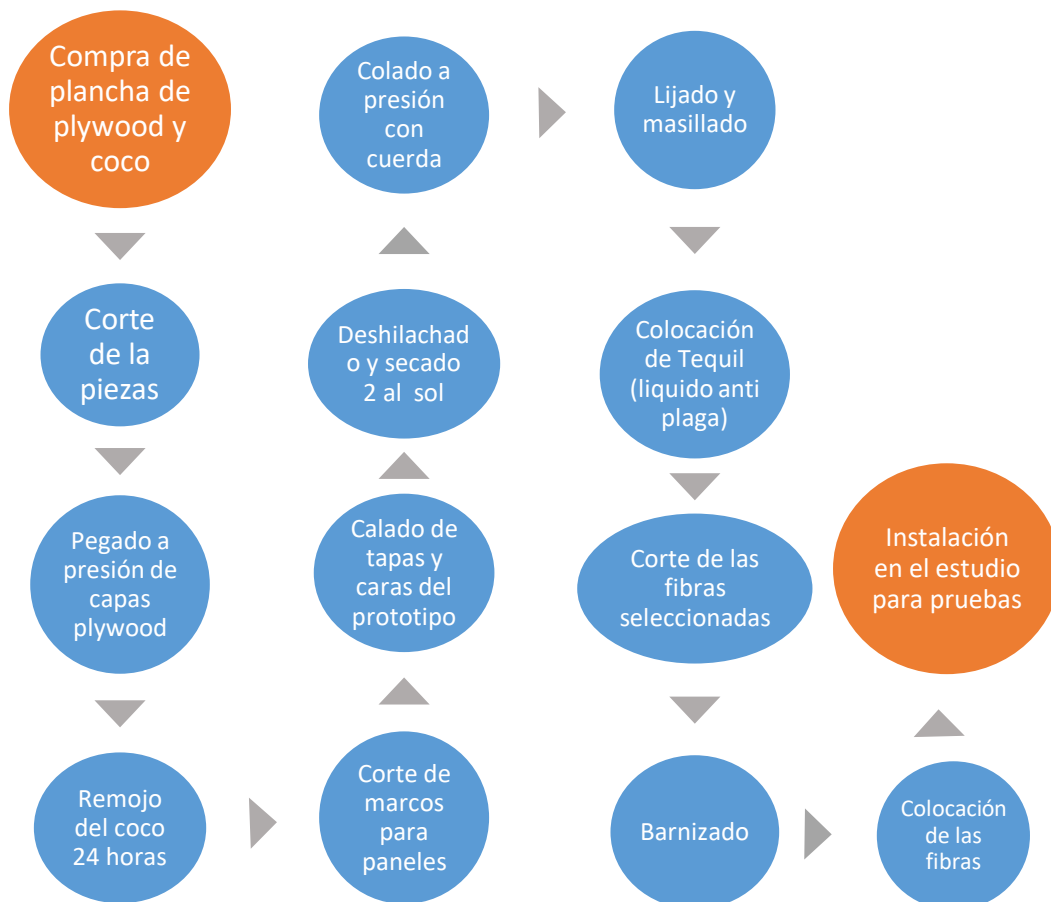 Compra de
plancha de
plywood y
coco
Corte
de la
piezas
Pegado a
presión de
capas
plywood
Remojo
del coco
24 horas
Corte de
marcos
para
paneles
Calado de
tapas y
caras del
prototipo
Deshilachad
o y secado
2 al sol
Colado a
presión
con
cuerda
Lijado y
masillado
Colocación
de Tequil
(liquido anti
plaga)
Corte de las
fibras
seleccionadas
Barnizado
Colocación
de las
fibras
Instalación
en el estudio
para pruebas